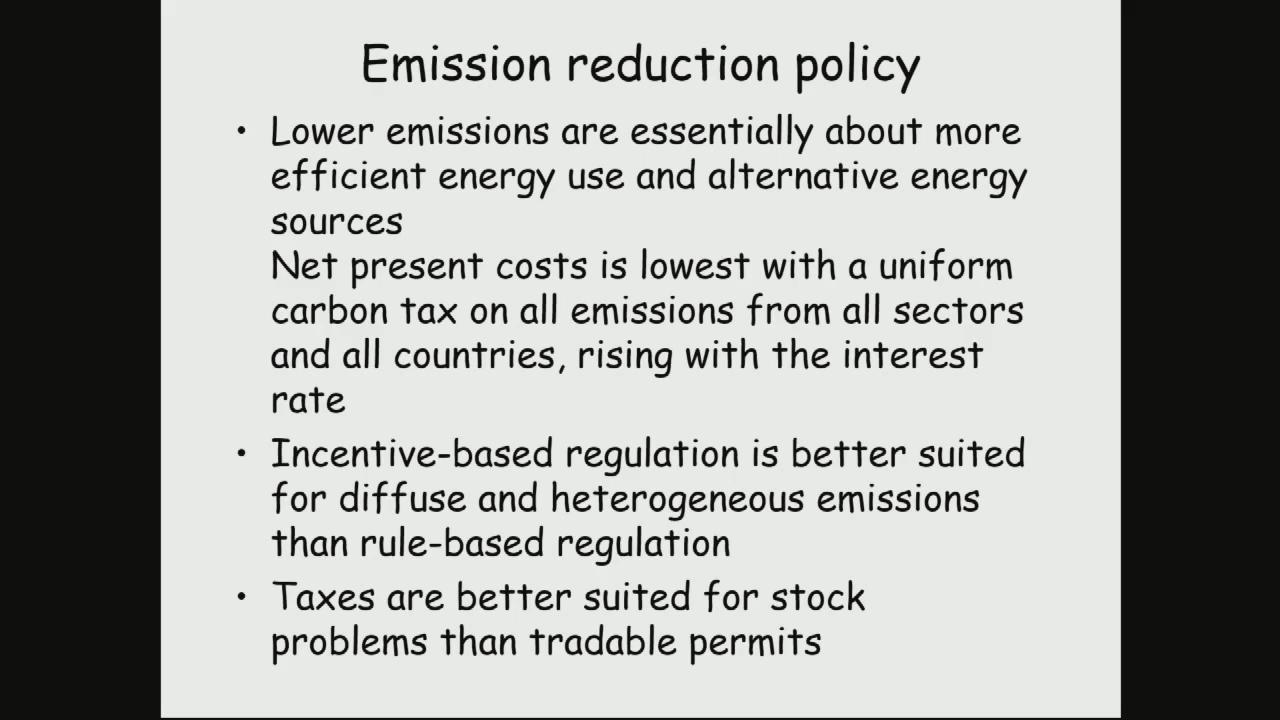 Emission reduction policy
• Lower emissions are essentially about more
efficient energy use and alternative energy
sources
Net present costs is lowest with a uniform
carbon tax on all emissions from all sectors
and all countries, rising with the interest
rate
• Incentive-based regulation is better suited
for diffuse and heterogeneous emissions
than rule-based regulation
• Taxes are better suited for stock
problems than tradable permits